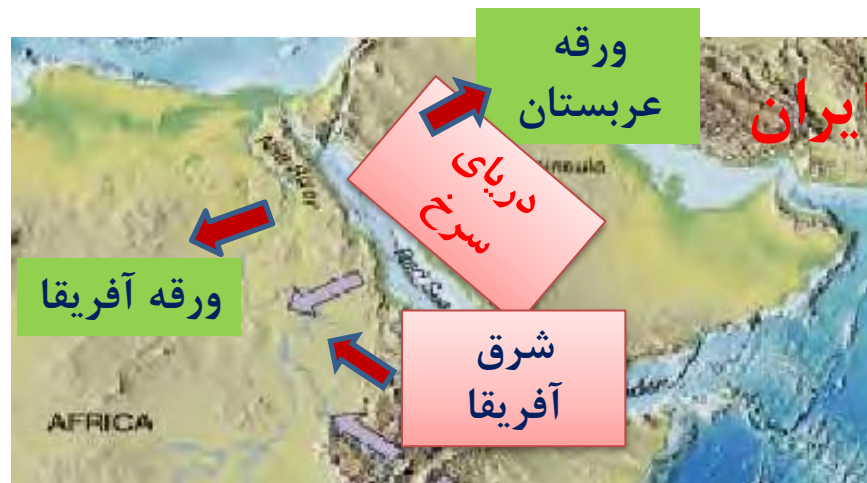 ورقه
عربستان
ایران
دریای
سرخ
ورقه آفریقا
شرق
آفریقا
AFRICA